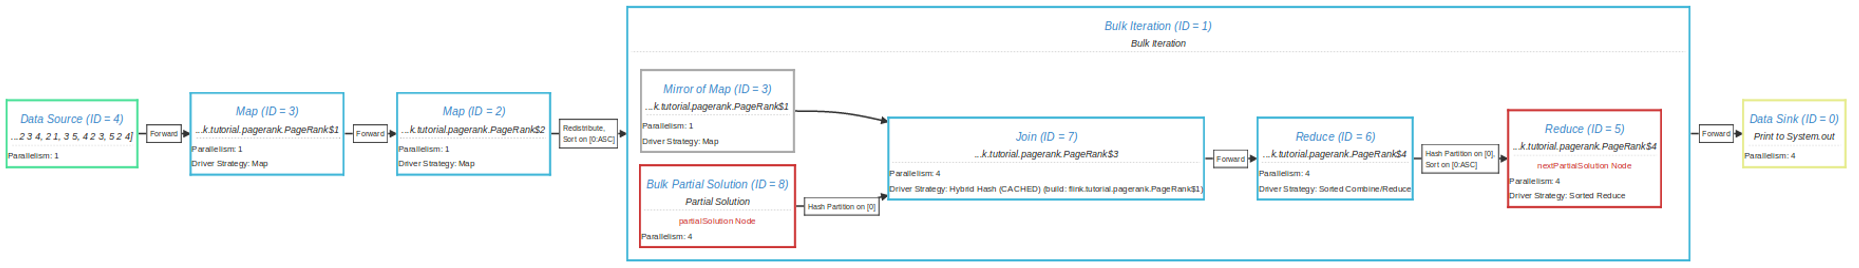 Data Source (ID = 4)
...2 3 4, 2 1, 3 5, 4 2 3, 5 2 4]
Parallelism: 1
Forward
Map (ID = 3)
...k.tutorial.pagerank.PageRank$1
Parallelism: 1
Driver Strategy: Map
Forward
Map (ID = 2)
...k.tutorial.pagerank.PageRank$2
Parallelism: 1
Driver Strategy: Map
Redistribute,
Sort on [0:ASC]
Bulk Iteration (ID = 1)
Bulk Iteration
Mirror of Map (ID = 3)
...k.tutorial.pagerank.PageRank$1
Parallelism: 1
Driver Strategy: Map
Bulk Partial Solution (ID = 8)
Partial Solution
partialSolution Node
Parallelism: 4
Hash Partition on [0]
Join (ID = 7)
...k.tutorial.pagerank.PageRank$3
Parallelism: 4
Driver Strategy: Hybrid Hash (CACHED) (build: flink.tutorial.pagerank.PageRank$1)
Forward
Reduce (ID = 6)
...k.tutorial.pagerank.PageRank$4
Parallelism: 4
Driver Strategy: Sorted Combine/Reduce
Hash Partition on [0],
Sort on [0:ASC]
Reduce (ID = 5)
...k.tutorial.pagerank.PageRank$4
nextPartialSolution Node
Parallelism: 4
Driver Strategy: Sorted Reduce
Forward
Data Sink (ID = 0)
Print to System.out
Parallelism: 4